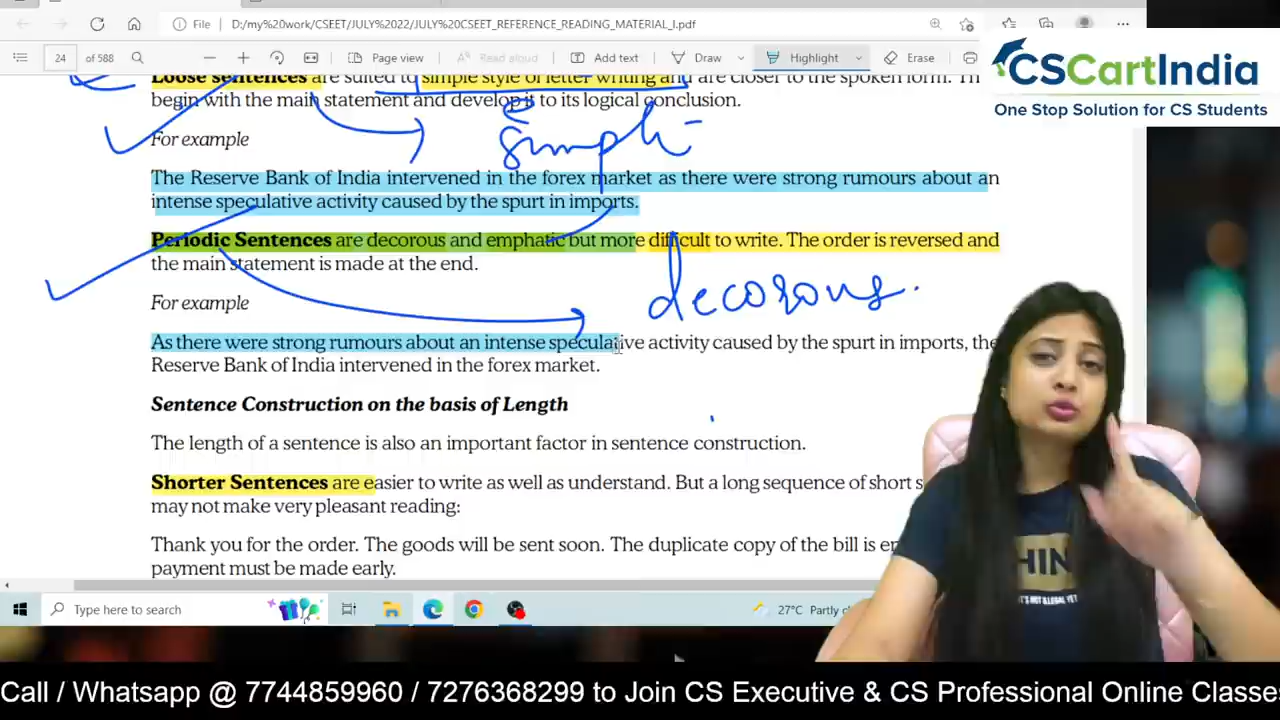 File
D:/my%20work/CSEET/JULY%2022/JULY%20CSEET_REFERENCE_READING_MATERIAL_I.pdf
24 of 588
Page view
Read aloud
Add text
Draw
Highlight
Erase
CSCartIndia
One Stop Solution for CS Students
Loose sentences are suited to simple style of letter writing and are closer to the spoken form.
begin with the main statement and develop it to its logical conclusion.
For example
simpli
The Reserve Bank of India intervened in the forex market as there were strong rumours about an
intense speculative activity caused by the spurt in imports.
Periodic Sentences are decorous and emphatic but more difficult to write. The order is reversed and
the main statement is made at the end.
decorous.
For example
As there were strong rumours about an intense speculative activity caused by the spurt in imports, the
Reserve Bank of India intervened in the forex market.
Sentence Construction on the basis of Length
The length of a sentence is also an important factor in sentence construction.
Shorter Sentences are easier to write as well as understand. But a long sequence of short
may not make very pleasant reading:
Thank you for the order. The goods will be sent soon. The duplicate copy of the bill is
payment must be made early.
Type here to search
27°C Partly
Call / Whatsapp @ 7744859960 / 7276368299 to Join CS Executive & CS Professional Online Classes